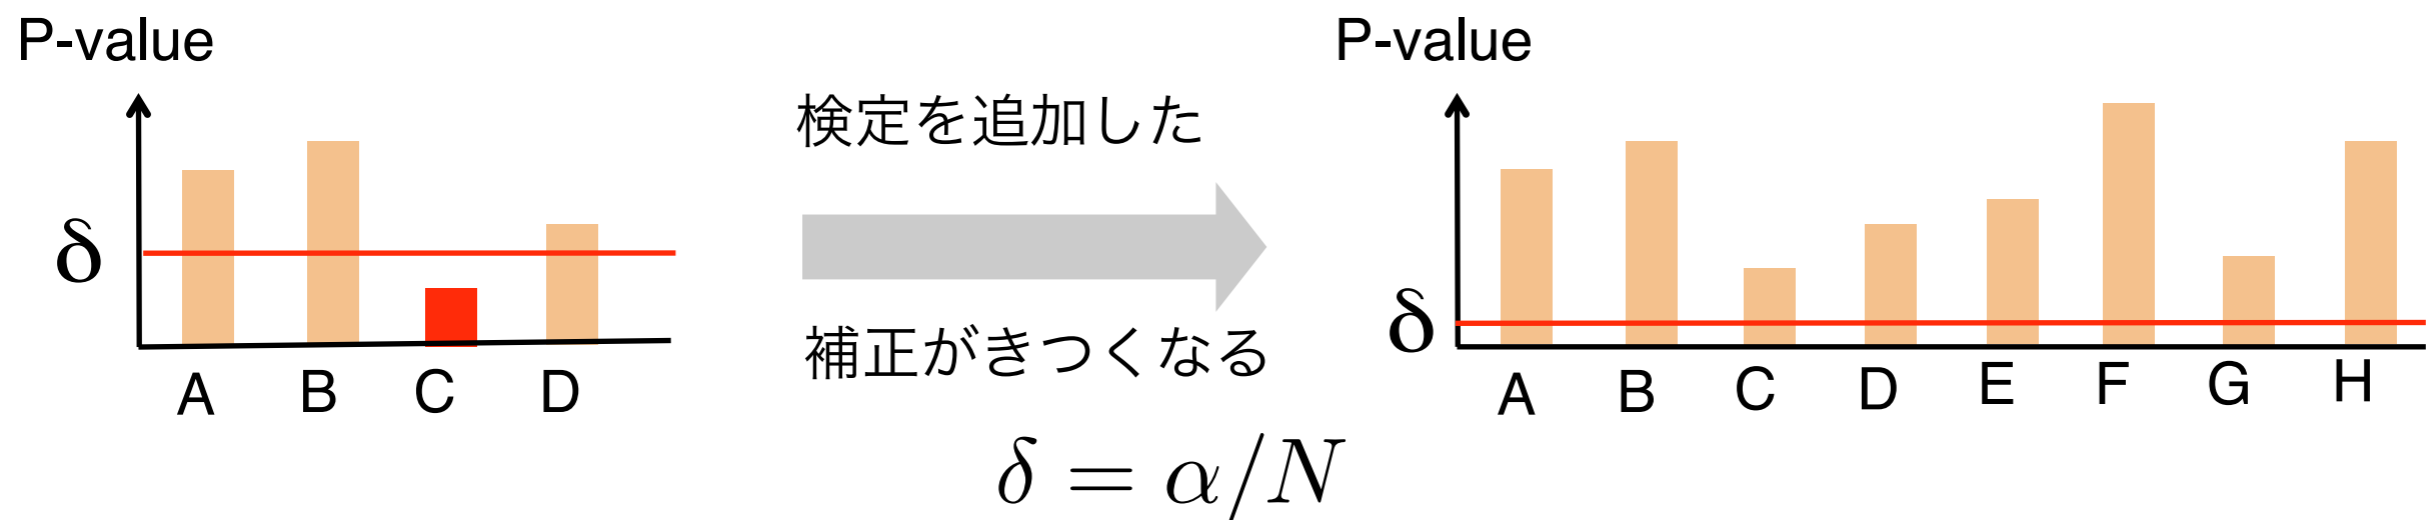 P-value
δ
A B C D
検定を追加した
補正がきつくなる
δ = α/N
P-value
δ
A B C D E F G H